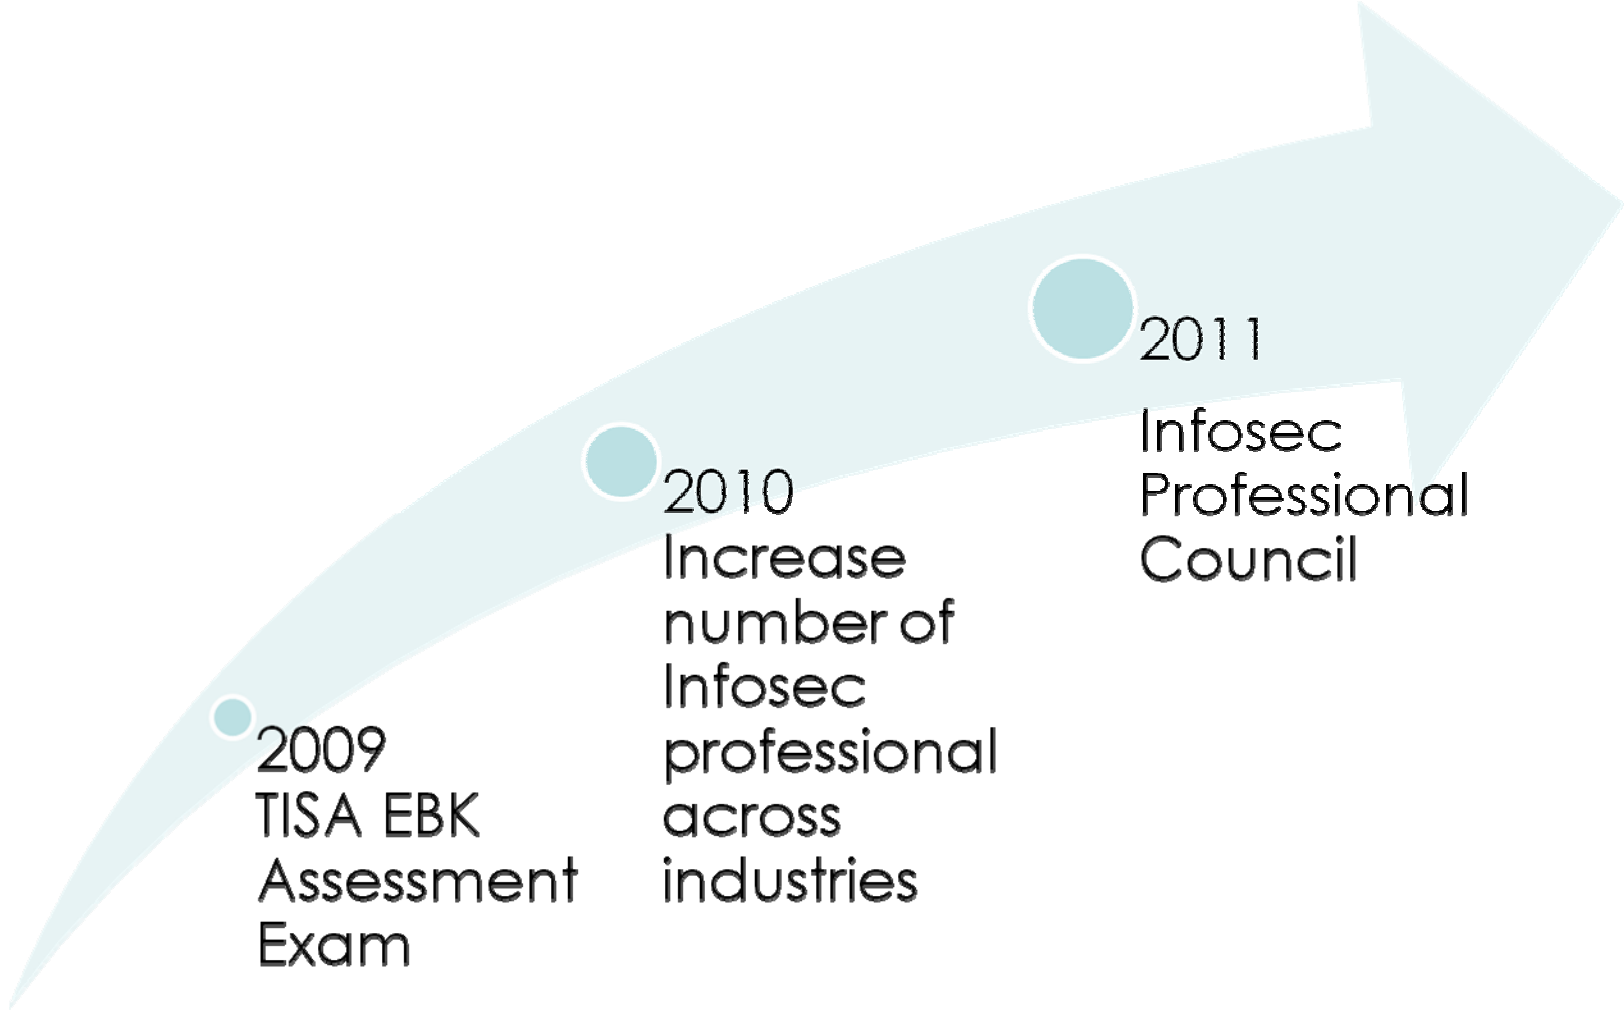 2009
TISA EBK
Assessment
Exam
2010
Increase
number of
Infosec
professional
across
industries
2011
Infosec
Professional
Council